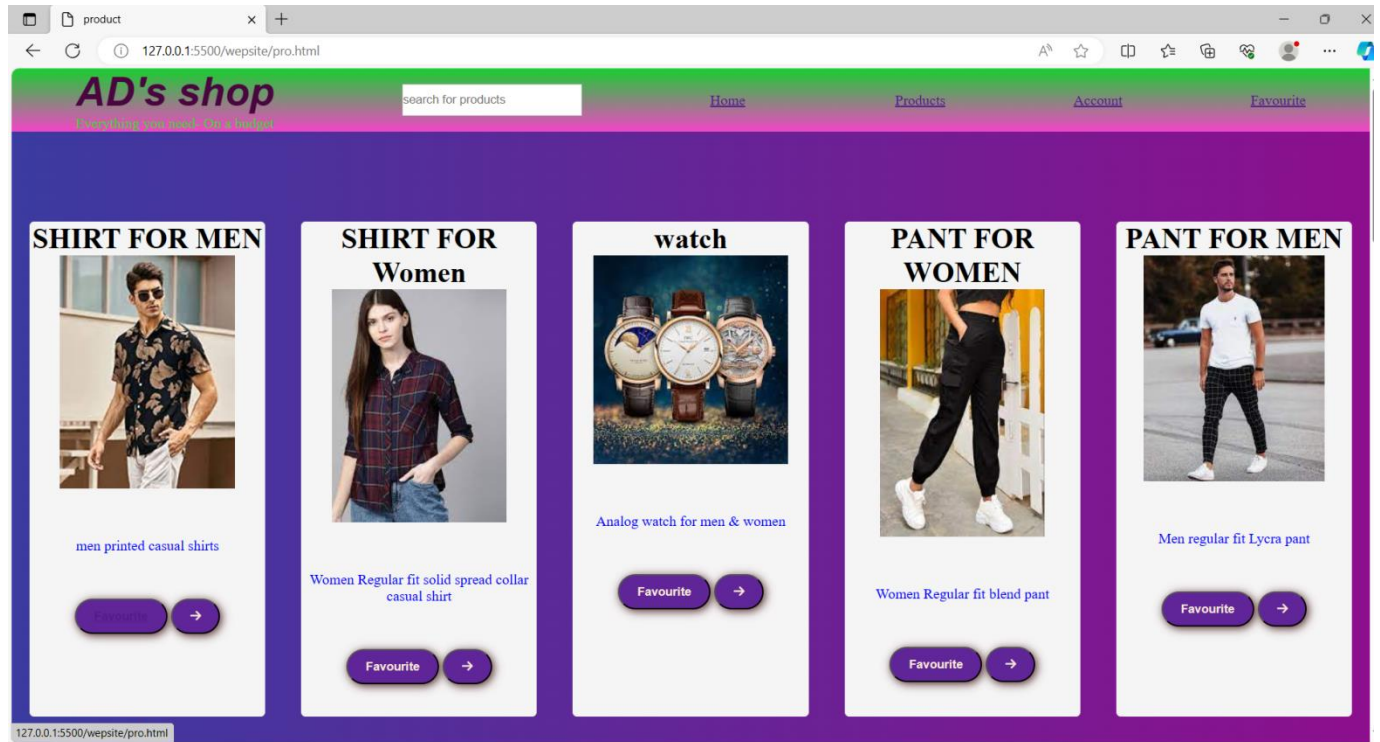 product
127.0.0.1:5500/wepsite/pro.html
AD's shop
Everything you need- On a budget
search for products
Home
Products
Account
Favourite
SHIRT FOR MEN
men printed casual shirts
Favourite →
SHIRT FOR
Women
Women Regular fit solid spread collar
casual shirt
Favourite →
watch
Analog watch for men & women
Favourite →
PANT FOR
WOMEN
Women Regular fit blend pant
Favourite →
PANT FOR MEN
Men regular fit Lycra pant
Favourite →
127.0.0.1:5500/wepsite/pro.html